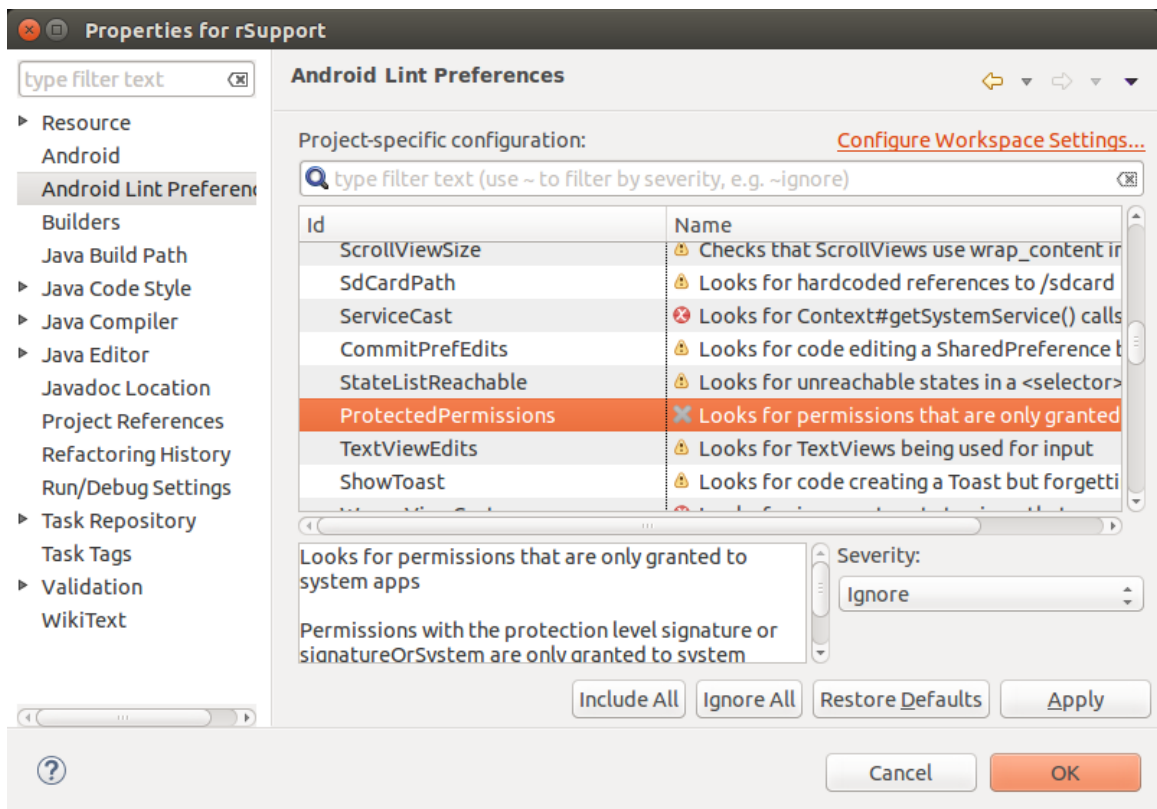 Properties for rSupport
type filter text
Resource
Android
Android Lint Preferenc
Builders
Java Build Path
Java Code Style
Java Compiler
Java Editor
Javadoc Location
Project References
Refactoring History
Run/Debug Settings
Task Repository
Task Tags
Validation
WikiText
Android Lint Preferences
Project-specific configuration:
Configure Workspace Settings...
type filter text (use ~ to filter by severity, e.g. ~ignore)
Id Name
ScrollViewSize Checks that ScrollViews use wrap_content in
SdCardPath Looks for hardcoded references to /sdcard
ServiceCast Looks for Context#getSystemService() calls
CommitPrefEdits Looks for code editing a SharedPreference
StateListReachable Looks for unreachable states in a <selector>
ProtectedPermissions Looks for permissions that are only granted
TextViewEdits Looks for TextViews being used for input
ShowToast Looks for code creating a Toast but forgetti
Looks for permissions that are only granted to
system apps
Permissions with the protection level signature or
signatureOrSystem are only granted to system
Severity:
Ignore
Include All
Ignore All
Restore Defaults
Apply
Cancel
OK